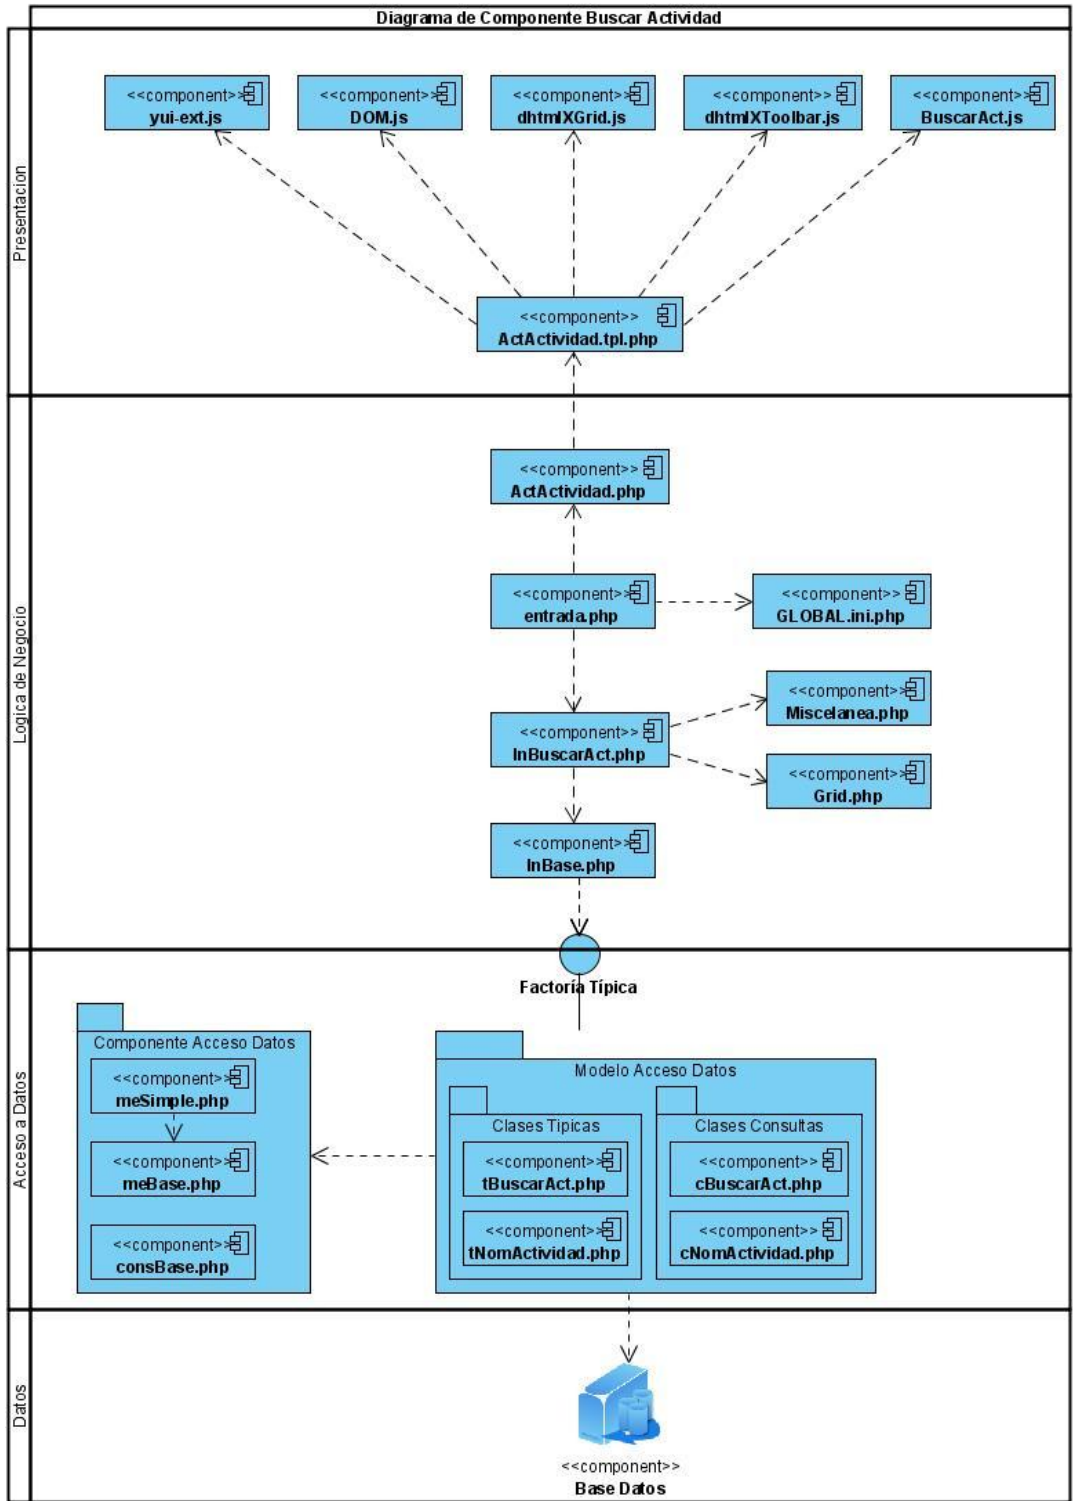 Diagrama de Componente Buscar Actividad
Presentacion
<<component>>
yui-ext.js
<<component>>
DOM.js
<<component>>
dhtmlXGrid.js
<<component>>
dhtmlXToolbar.js
<<component>>
BuscarAct.js
<<component>>
ActActividad.tpl.php
Logica de Negocio
<<component>>
ActActividad.php
<<component>>
entrada.php
<<component>>
GLOBAL.ini.php
<<component>>
Miscelanea.php
<<component>>
InBuscarAct.php
<<component>>
Grid.php
<<component>>
InBase.php
Factoría Típica
Acceso a Datos
Componente Acceso Datos
<<component>>
meSimple.php
<<component>>
meBase.php
<<component>>
consBase.php
Modelo Acceso Datos
Clases Tipicas
<<component>>
tBuscarAct.php
<<component>>
tNomActividad.php
Clases Consultas
<<component>>
cBuscarAct.php
<<component>>
cNomActividad.php
Datos
<<component>>
Base Datos